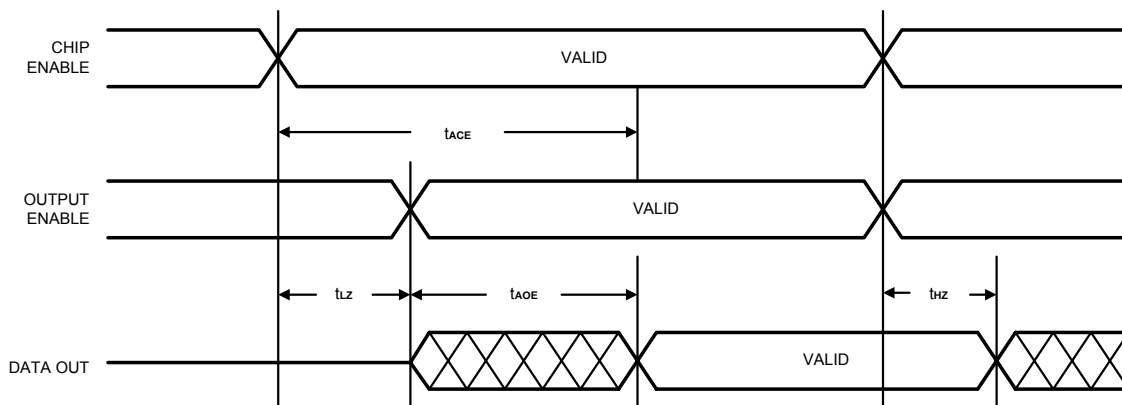 CHIP
ENABLE
VALID
tACE
OUTPUT
ENABLE
VALID
tLZ
tAOE
tHZ
DATA OUT
VALID